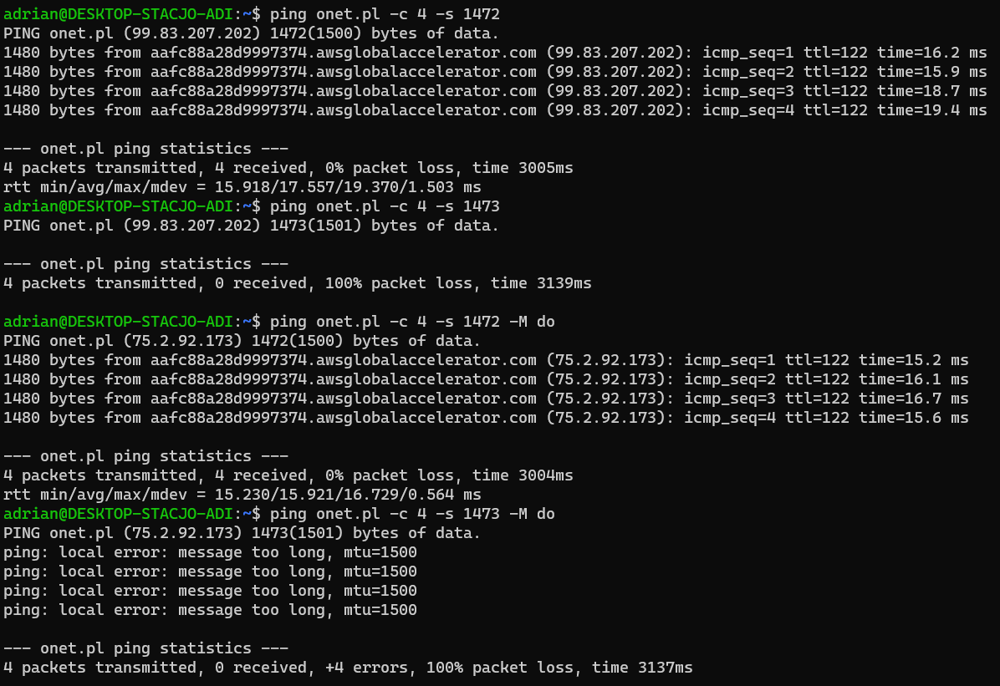 adrian@DESKTOP-STACJO-ADI:~$ ping onet.pl -c 4 -s 1472
PING onet.pl (99.83.207.202) 1472(1500) bytes of data.
1480 bytes from aafc88a28d9997374.awsglobalaccelerator.com (99.83.207.202): icmp_seq=1 ttl=122 time=16.2 ms
1480 bytes from aafc88a28d9997374.awsglobalaccelerator.com (99.83.207.202): icmp_seq=2 ttl=122 time=15.9 ms
1480 bytes from aafc88a28d9997374.awsglobalaccelerator.com (99.83.207.202): icmp_seq=3 ttl=122 time=18.7 ms
1480 bytes from aafc88a28d9997374.awsglobalaccelerator.com (99.83.207.202): icmp_seq=4 ttl=122 time=19.4 ms

--- onet.pl ping statistics ---
4 packets transmitted, 4 received, 0% packet loss, time 3005ms
rtt min/avg/max/mdev = 15.918/17.557/19.370/1.503 ms
adrian@DESKTOP-STACJO-ADI:~$ ping onet.pl -c 4 -s 1473
PING onet.pl (99.83.207.202) 1473(1501) bytes of data.

--- onet.pl ping statistics ---
4 packets transmitted, 0 received, 100% packet loss, time 3139ms

adrian@DESKTOP-STACJO-ADI:~$ ping onet.pl -c 4 -s 1472 -M do
PING onet.pl (75.2.92.173) 1472(1500) bytes of data.
1480 bytes from aafc88a28d9997374.awsglobalaccelerator.com (75.2.92.173): icmp_seq=1 ttl=122 time=15.2 ms
1480 bytes from aafc88a28d9997374.awsglobalaccelerator.com (75.2.92.173): icmp_seq=2 ttl=122 time=16.1 ms
1480 bytes from aafc88a28d9997374.awsglobalaccelerator.com (75.2.92.173): icmp_seq=3 ttl=122 time=16.7 ms
1480 bytes from aafc88a28d9997374.awsglobalaccelerator.com (75.2.92.173): icmp_seq=4 ttl=122 time=15.6 ms

--- onet.pl ping statistics ---
4 packets transmitted, 4 received, 0% packet loss, time 3004ms
rtt min/avg/max/mdev = 15.230/15.921/16.729/0.564 ms
adrian@DESKTOP-STACJO-ADI:~$ ping onet.pl -c 4 -s 1473 -M do
PING onet.pl (75.2.92.173) 1473(1501) bytes of data.
ping: local error: message too long, mtu=1500
ping: local error: message too long, mtu=1500
ping: local error: message too long, mtu=1500
ping: local error: message too long, mtu=1500

--- onet.pl ping statistics ---
4 packets transmitted, 0 received, +4 errors, 100% packet loss, time 3137ms